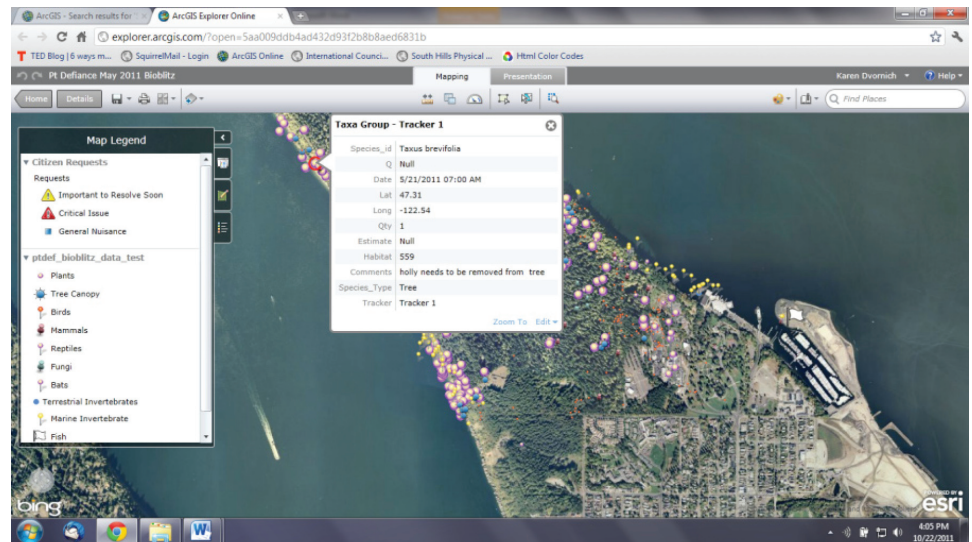 ArcGIS - Search results for
ArcGIS Explorer Online
explorer.arcgis.com/?open=5aa009ddb4ad432d93f2b8b8aed6831b
TED Blog | 6 ways m... SquirrelMail - Login ArcGIS Online International Counci... South Hills Physical ... Html Color Codes
Pt Defiance May 2011 Bioblitz
Mapping Presentation
Karen Dvornich Help
Home Details
Find Places
Map Legend
Citizen Requests
Requests
Important to Resolve Soon
Critical Issue
General Nuisance
ptdef_bioblitz_data_test
Plants
Tree Canopy
Birds
Mammals
Reptiles
Fungi
Bats
Terrestrial Invertebrates
Marine Invertebrate
Fish
Taxa Group - Tracker 1
Species_id Taxus brevifolia
Q Null
Date 5/21/2011 07:00 AM
Lat 47.31
Long -122.54
Qty 1
Estimate Null
Habitat 559
Comments holly needs to be removed from tree
Species_Type Tree
Tracker Tracker 1
Zoom To Edit
bing
POWERED BY
esri
W
4:05 PM
10/22/2011